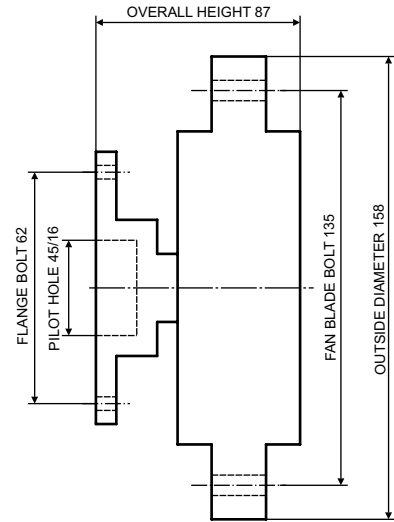 OVERALL HEIGHT 87
FLANGE BOLT 62
PILOT HOLE 45/16
FAN BLADE BOLT 135
OUTSIDE DIAMETER 158